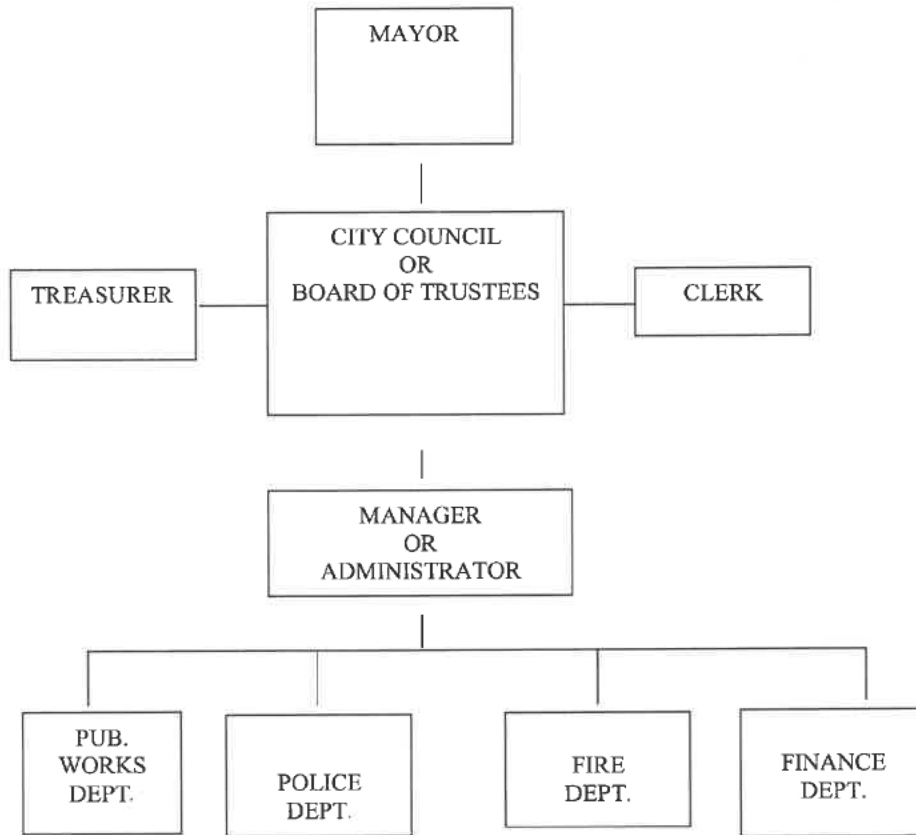 MAYOR
CITY COUNCIL
OR
BOARD OF TRUSTEES
TREASURER
CLERK
MANAGER
OR
ADMINISTRATOR
PUB.
WORKS
DEPT.
POLICE
DEPT.
FIRE
DEPT.
FINANCE
DEPT.